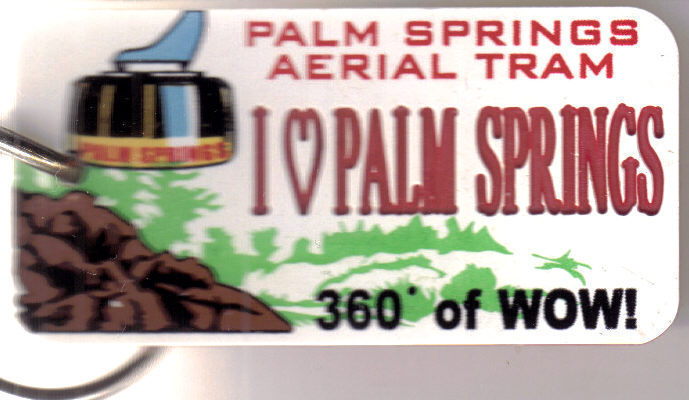 PALM SPRINGS
AERIAL TRAM
I ♡ PALM SPRINGS
PALM SPRINGS
360° of WOW!